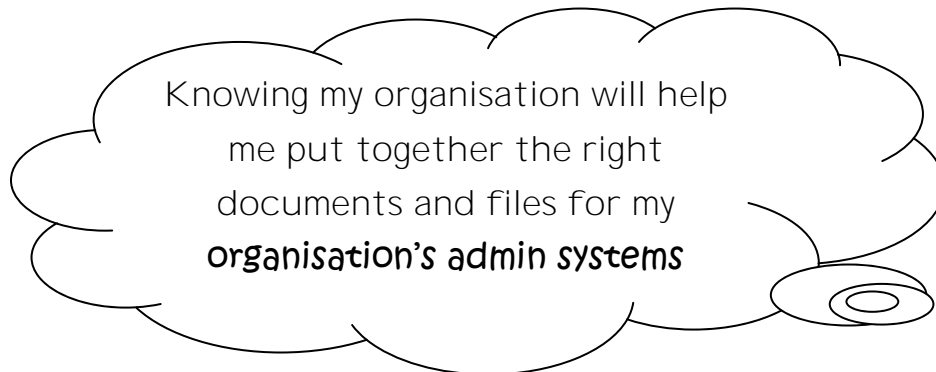 Knowing my organisation will help
me put together the right
documents and files for my
organisation's admin systems